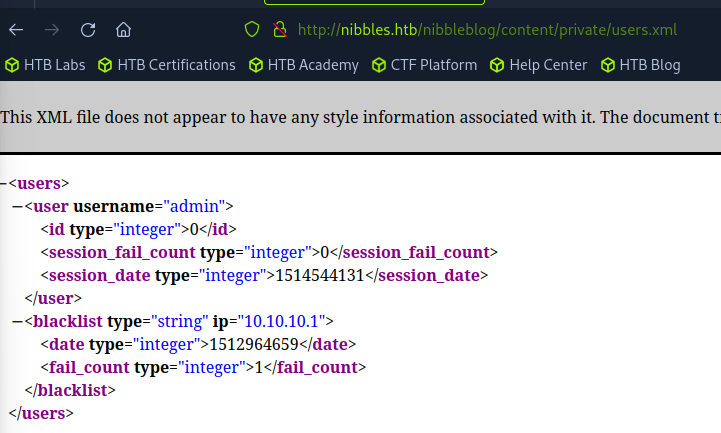 http://nibbles.htb/nibbleblog/content/private/users.xml
HTB Labs HTB Certifications HTB Academy CTF Platform Help Center HTB Blog
This XML file does not appear to have any style information associated with it. The document
−<users>
−<user username="admin">
<id type="integer">0</id>
<session_fail_count type="integer">0</session_fail_count>
<session_date type="integer">1514544131</session_date>
</user>
−<blacklist type="string" ip="10.10.10.1">
<date type="integer">1512964659</date>
<fail_count type="integer">1</fail_count>
</blacklist>
</users>